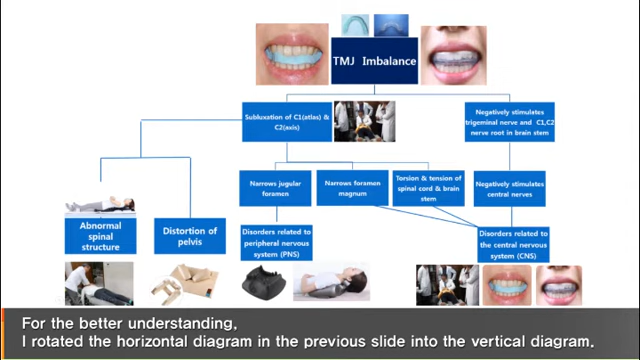 TMJ Imbalance
Subluxation of C1(atlas) &
C2(axis)
Negatively stimulates
trigeminal nerve and C1,C2
nerve root in brain stem
Narrows jugular
foramen
Narrows foramen
magnum
Torsion & tension of
spinal cord & brain
stem
Negatively stimulates
central nerves
Abnormal
spinal
structure
Distortion of
pelvis
Disorders related to
peripheral nervous
system (PNS)
Disorders related to
the central nervous
system (CNS)
For the better understanding,
I rotated the horizontal diagram in the previous slide into the vertical diagram.